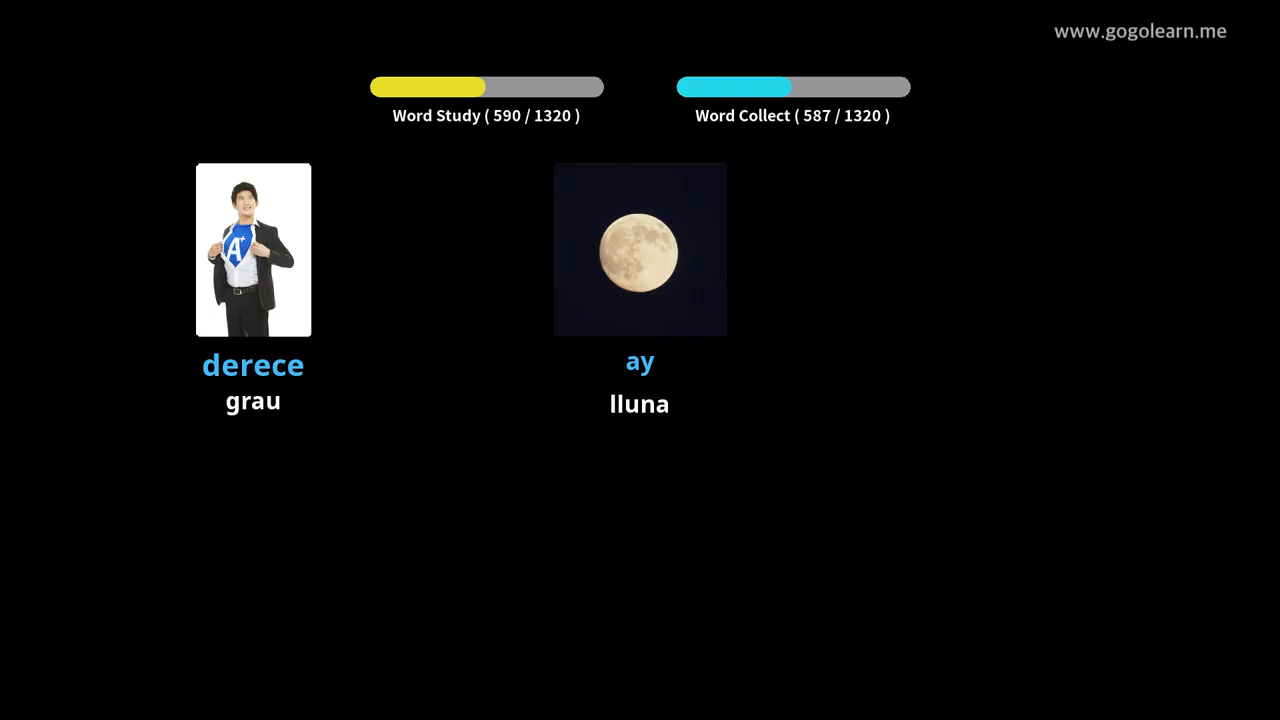 www.gogolearn.me
Word Study ( 590 / 1320 )
Word Collect ( 587 / 1320 )
A+
derece
grau
ay
lluna